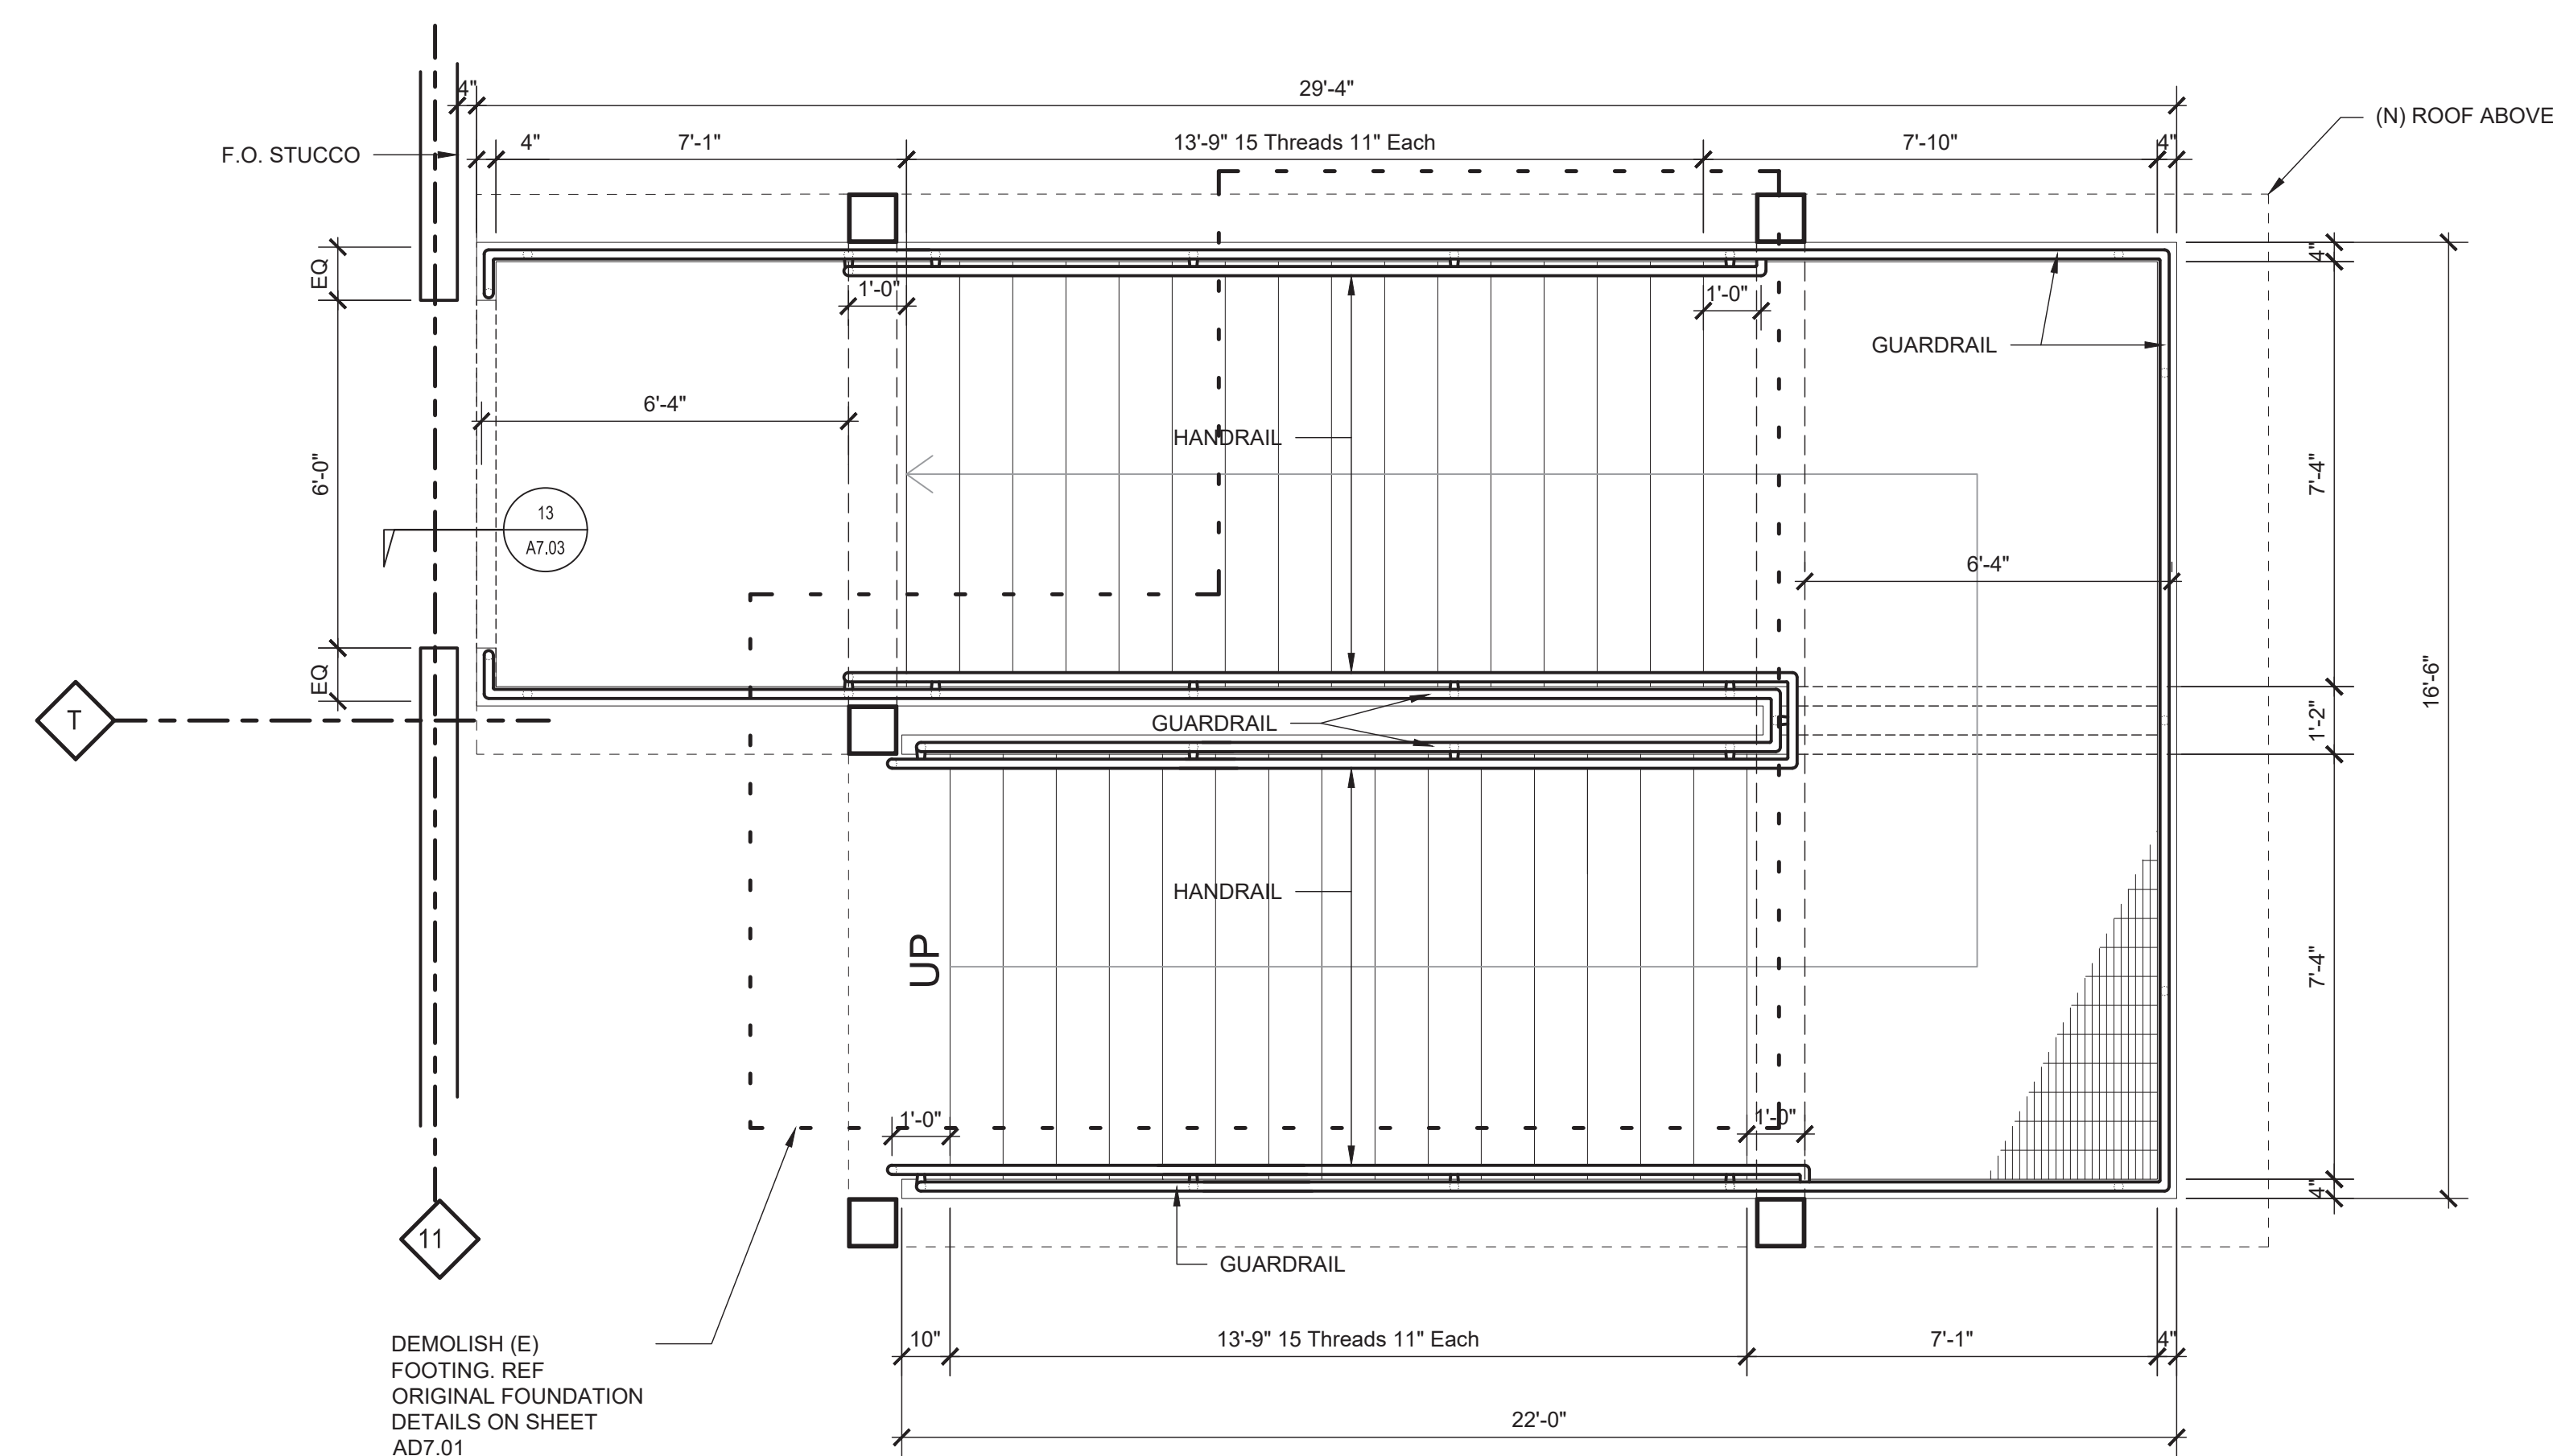 4"
29'-4"
(N) ROOF ABOVE
F.O. STUCCO
4"
7'-1"
13'-9" 15 Threads 11" Each
7'-10"
4"
EQ
1'-0"
1'-0"
4"
GUARDRAIL
6'-4"
HANDRAIL
6'-0"
7'-4"
13
A7.03
6'-4"
EQ
T
GUARDRAIL
1'-2"
16'-6"
HANDRAIL
UP
7'-4"
1'-0"
1'-0"
4"
11
GUARDRAIL
DEMOLISH (E)
FOOTING. REF
ORIGINAL FOUNDATION
DETAILS ON SHEET
AD7.01
10"
13'-9" 15 Threads 11" Each
7'-1"
4"
22'-0"